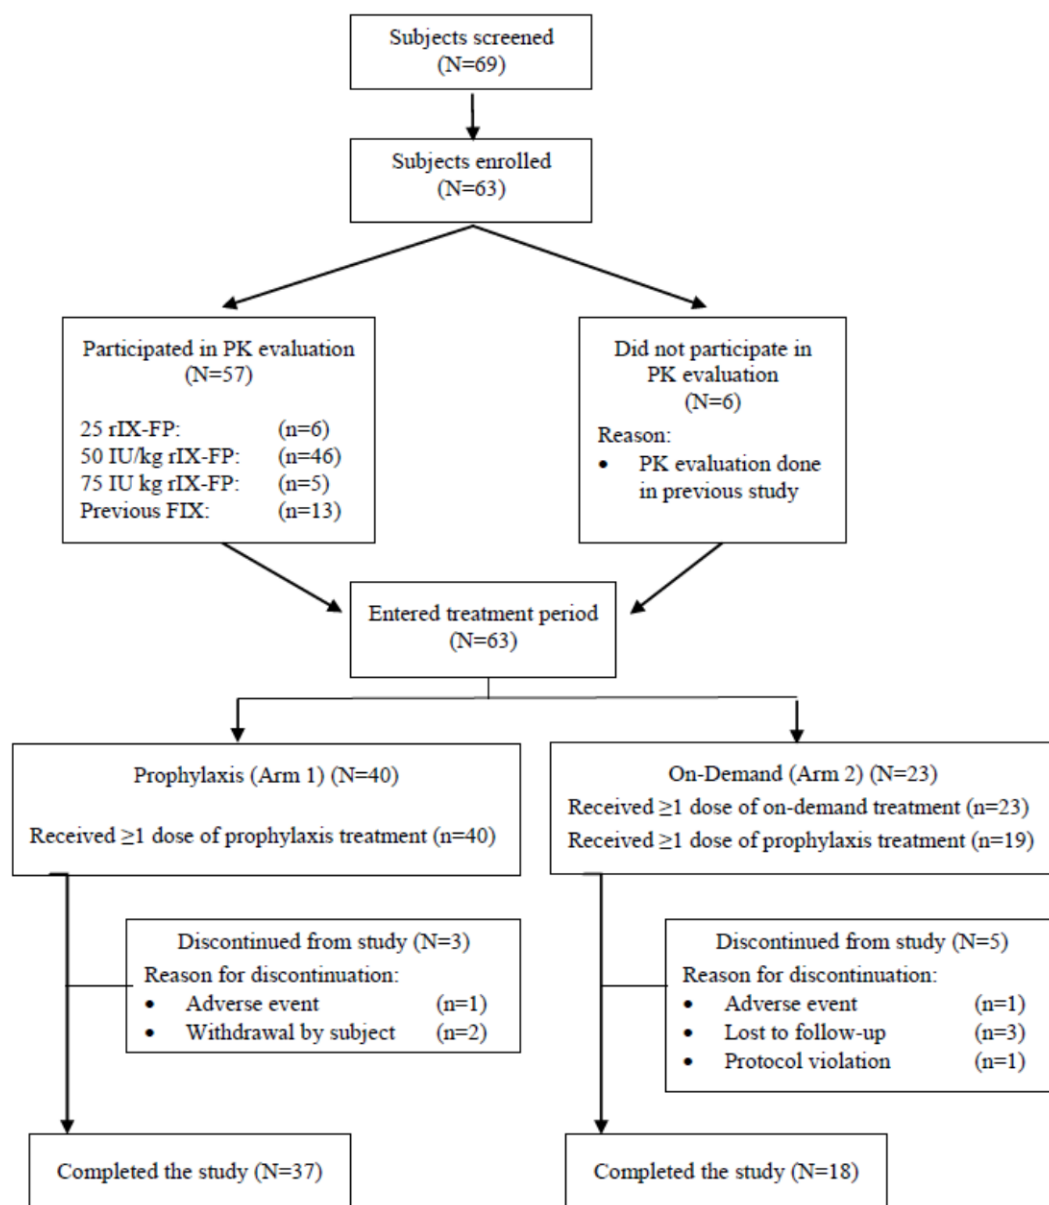 Subjects screened
(N=69)
Subjects enrolled
(N=63)
Participated in PK evaluation
(N=57)
25 rIX-FP: (n=6)
50 IU/kg rIX-FP: (n=46)
75 IU kg rIX-FP: (n=5)
Previous FIX: (n=13)
Did not participate in
PK evaluation
(N=6)
Reason:
• PK evaluation done
in previous study
Entered treatment period
(N=63)
Prophylaxis (Arm 1) (N=40)
Received ≥1 dose of prophylaxis treatment (n=40)
On-Demand (Arm 2) (N=23)
Received ≥1 dose of on-demand treatment (n=23)
Received ≥1 dose of prophylaxis treatment (n=19)
Discontinued from study (N=3)
Reason for discontinuation:
• Adverse event (n=1)
• Withdrawal by subject (n=2)
Discontinued from study (N=5)
Reason for discontinuation:
• Adverse event (n=1)
• Lost to follow-up (n=3)
• Protocol violation (n=1)
Completed the study (N=37)
Completed the study (N=18)